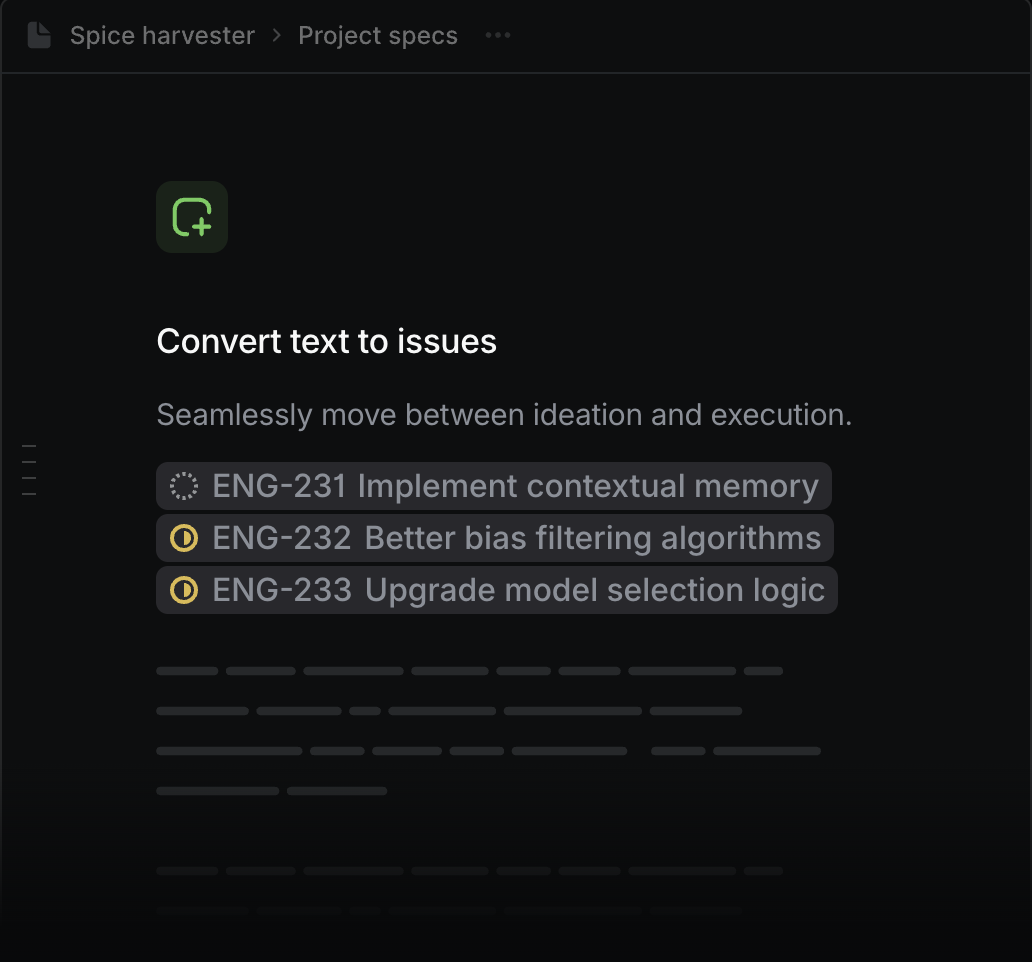 Spice harvester > Project specs ...
Convert text to issues
Seamlessly move between ideation and execution.
ENG-231 Implement contextual memory
ENG-232 Better bias filtering algorithms
ENG-233 Upgrade model selection logic